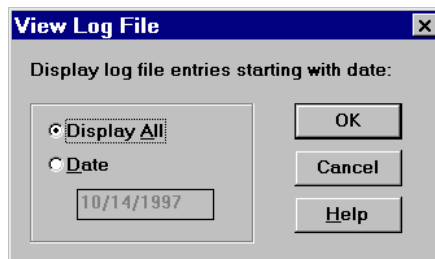 View Log File
Display log file entries starting with date:
Display All
Date
10/14/1997
OK
Cancel
Help